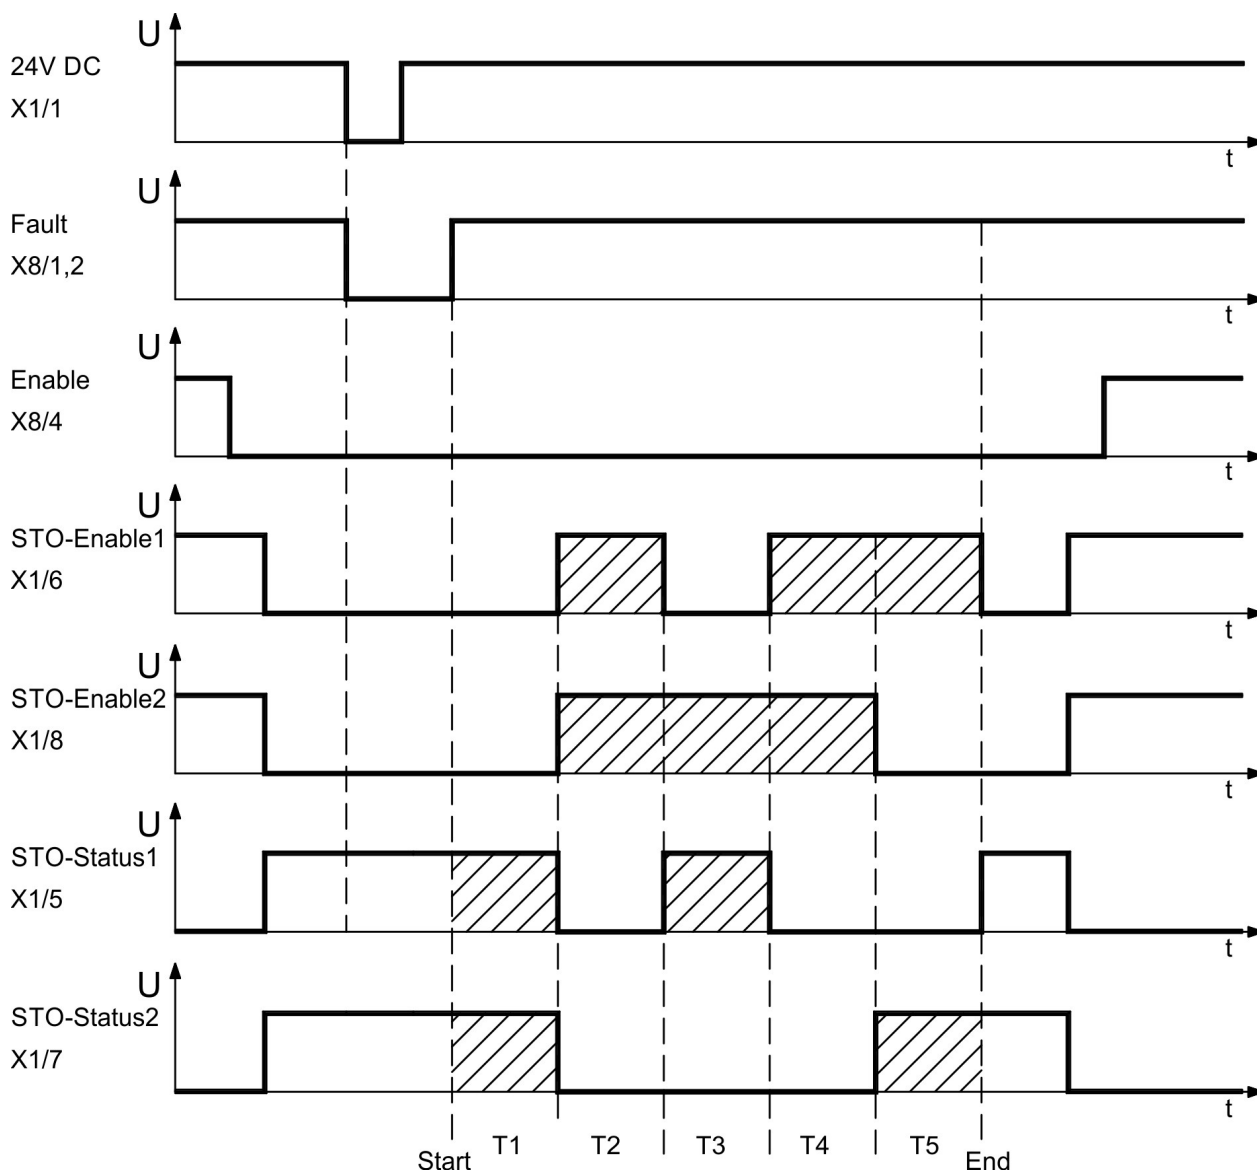 U
24V DC
X1/1
t
U
Fault
X8/1,2
t
U
Enable
X8/4
t
U
STO-Enable1
X1/6
t
U
STO-Enable2
X1/8
t
U
STO-Status1
X1/5
t
U
STO-Status2
X1/7
t
Start T1 T2 T3 T4 T5 End